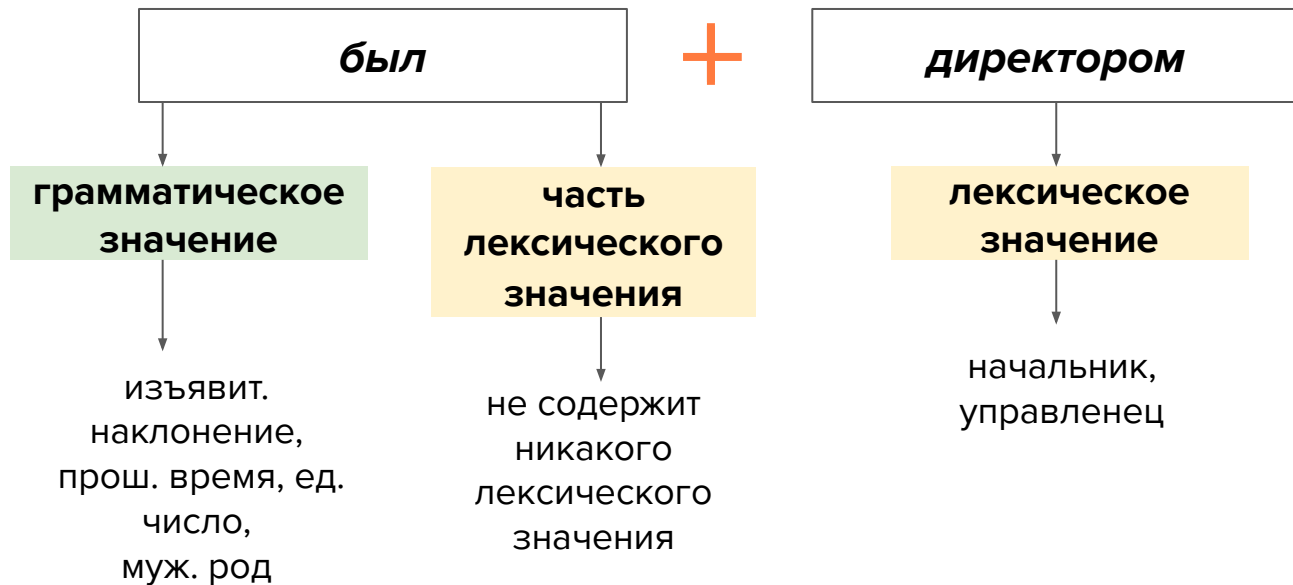 был
+
директором
грамматическое
значение
часть
лексического
значения
лексическое
значение
изъявит.
наклонение,
прош. время, ед.
число,
муж. род
не содержит
никакого
лексического
значения
начальник,
управленец